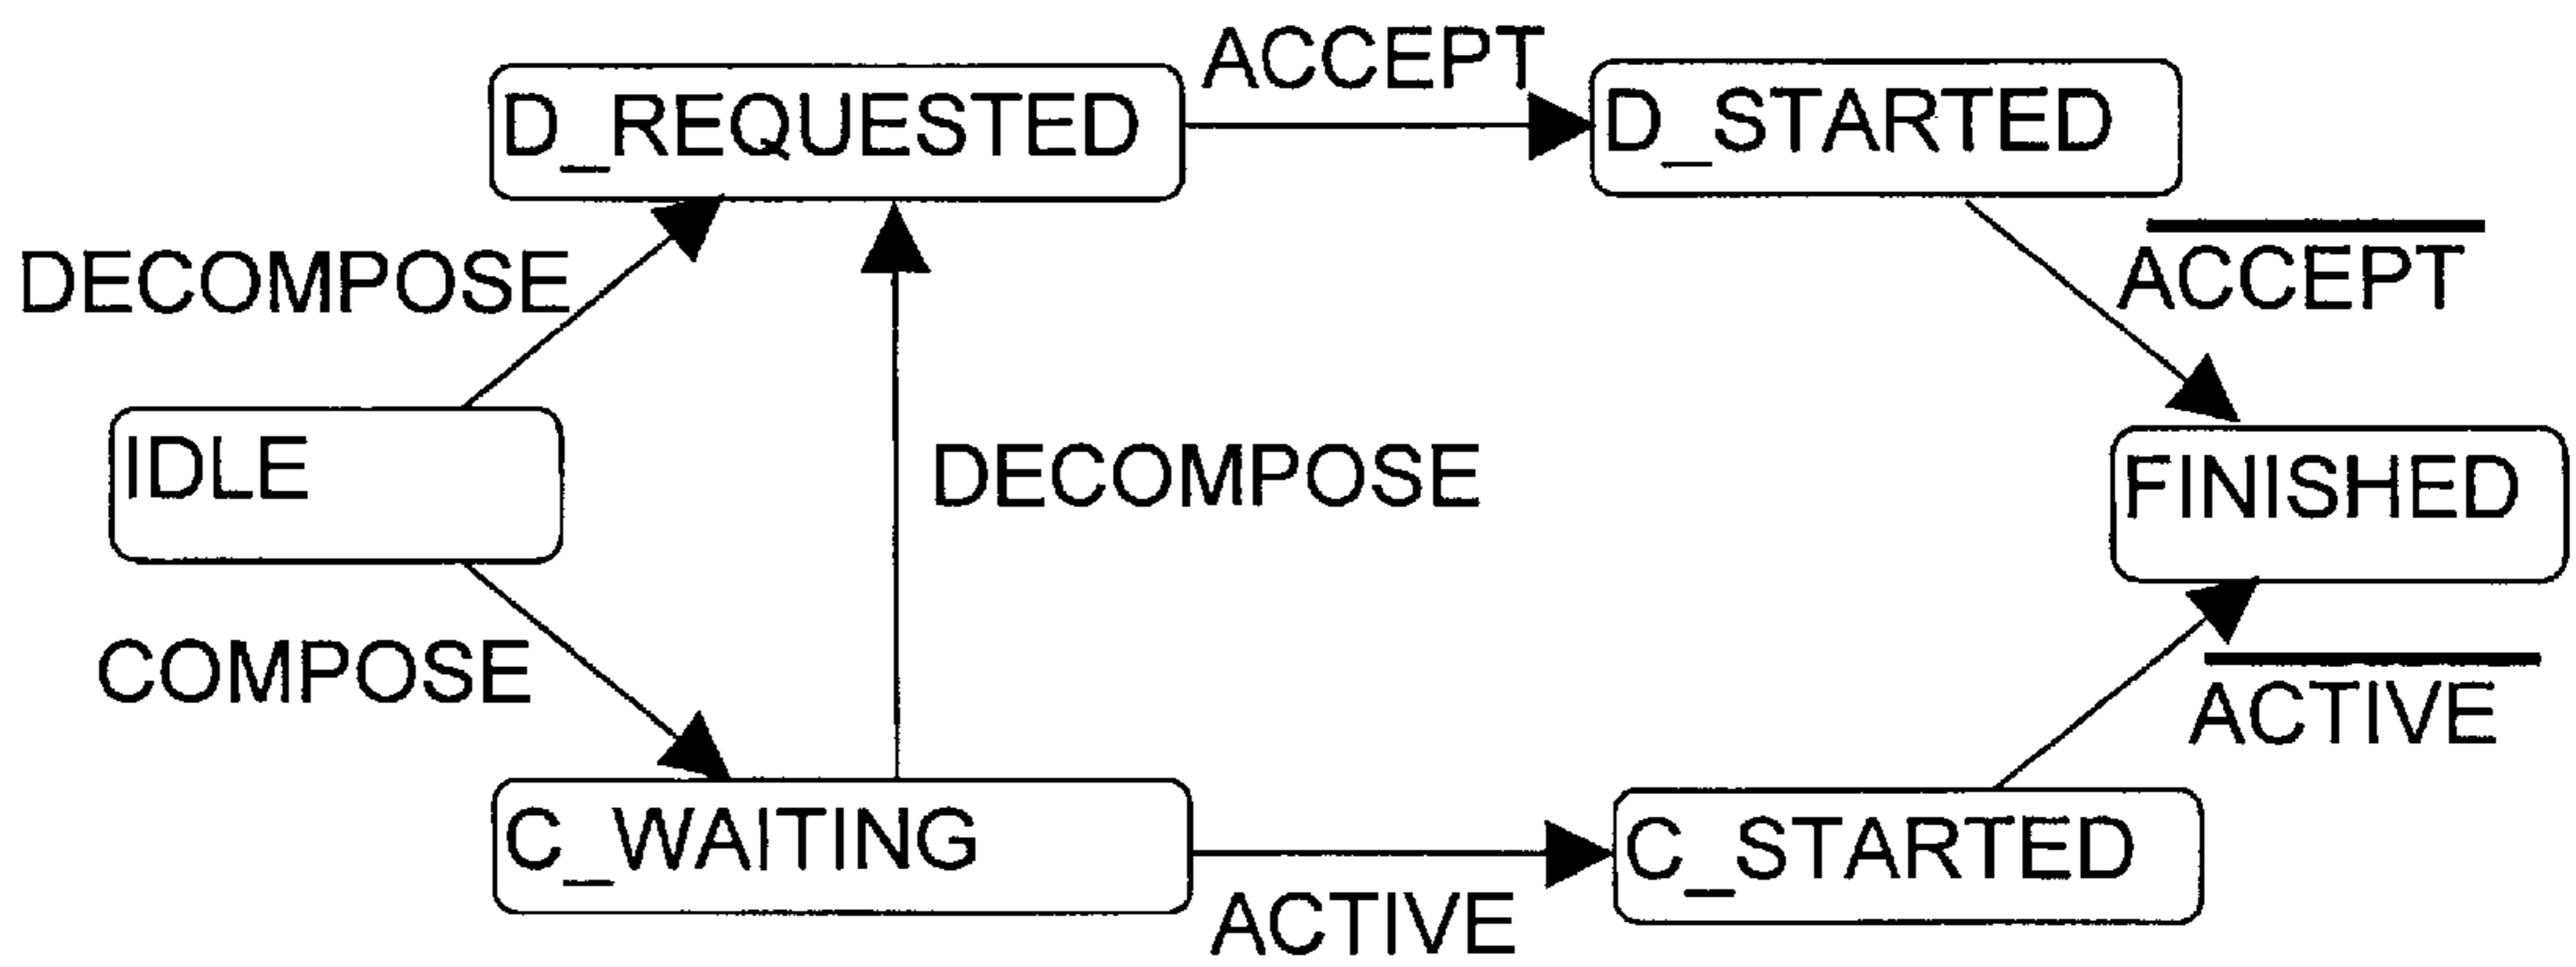 ACCEPT
D_REQUESTED
D_STARTED
DECOMPOSE
ACCEPT
IDLE
DECOMPOSE
FINISHED
COMPOSE
ACTIVE
C_WAITING
C_STARTED
ACTIVE